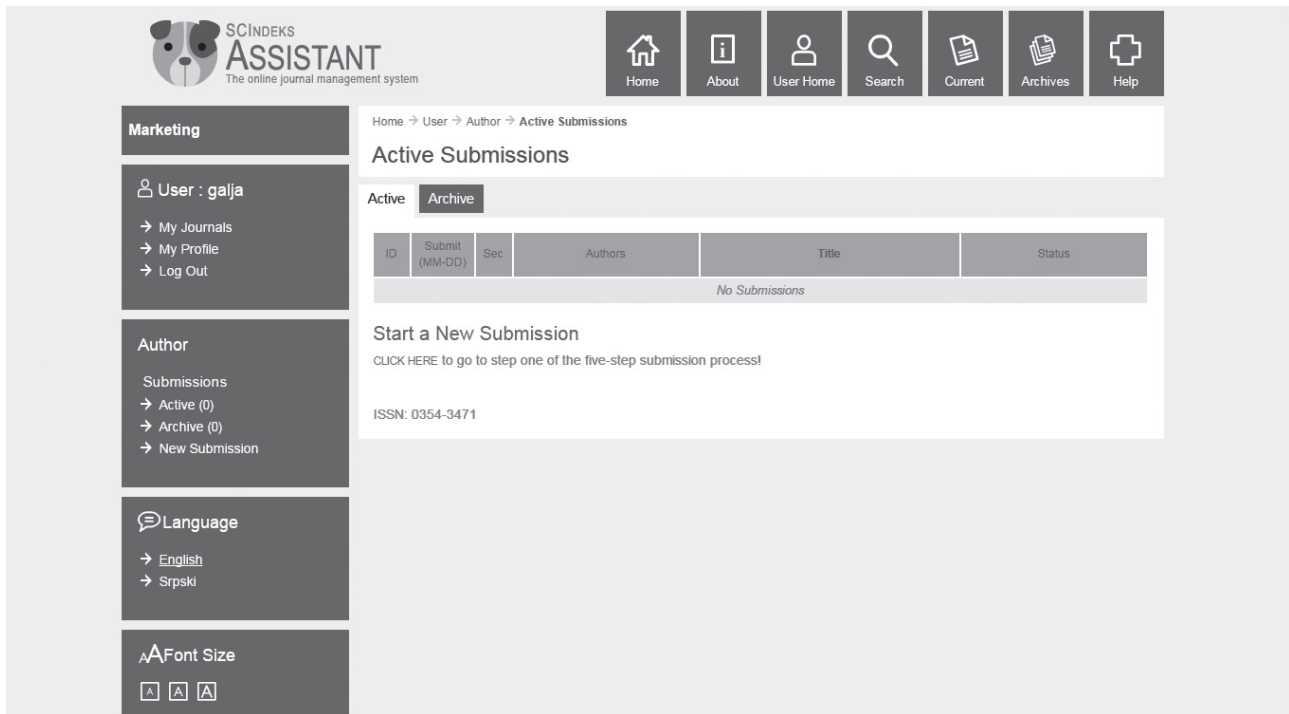 SCINDEKS
ASSISTANT
The online journal management system
Home
About
User Home
Search
Current
Archives
Help
Marketing
User : galja
→ My Journals
→ My Profile
→ Log Out
Author
Submissions
→ Active (0)
→ Archive (0)
→ New Submission
Language
→ English
→ Srpski
AAFont Size
A A A
Home → User → Author → Active Submissions
Active Submissions
Active Archive
ID Submit (MM-DD) Sec Authors Title Status
No Submissions
Start a New Submission
CLICK HERE to go to step one of the five-step submission process!
ISSN: 0354-3471